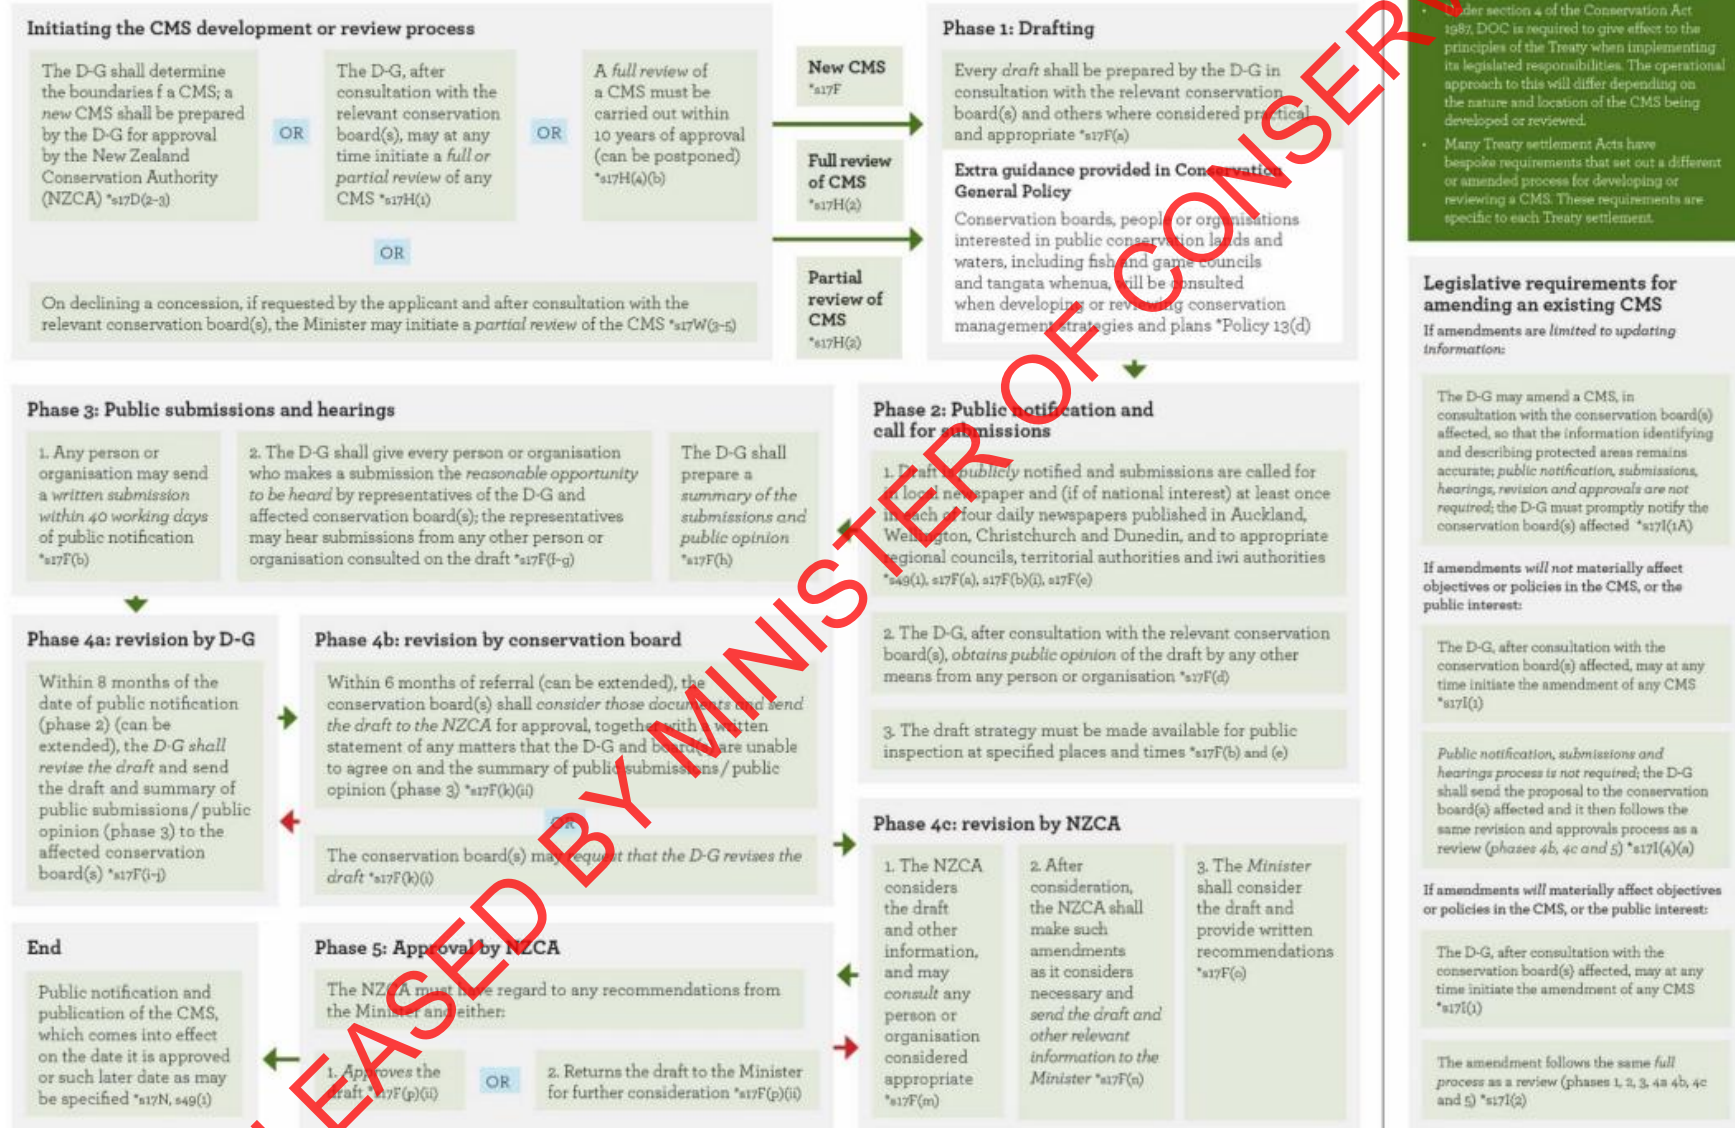 Initiating the CMS development or review process
The D-G shall determine
the boundaries f a CMS; a
new CMS shall be prepared
by the D-G for approval
by the New Zealand
Conservation Authority
(NZCA) *s17D(2-3)
OR
The D-G, after
consultation with the
relevant conservation
board(s), may at any
time initiate a full or
partial review of any
CMS *s17H(1)
OR
A full review of
a CMS must be
carried out within
10 years of approval
(can be postponed)
*s17H(4)(b)
OR
On declining a concession, if requested by the applicant and after consultation with the
relevant conservation board(s), the Minister may initiate a partial review of the CMS *s17W(3-5)
New CMS
*s17F
Full review
of CMS
*s17H(2)
Partial
review of
CMS
*s17H(2)
Phase 1: Drafting
Every draft shall be prepared by the D-G in
consultation with the relevant conservation
board(s) and others where considered practical
and appropriate *s17F(a)
Extra guidance provided in Conservation
General Policy
Conservation boards, people or organisations
interested in public conservation lands and
waters, including fish and game councils
and tangata whenua, will be consulted
when developing or reviewing conservation
management strategies and plans *Policy 13(d)
Phase 2: Public notification and
call for submissions
1. Draft is publicly notified and submissions are called for
in local newspaper and (if of national interest) at least once
in each of four daily newspapers published in Auckland,
Wellington, Christchurch and Dunedin, and to appropriate
regional councils, territorial authorities and iwi authorities
*s49(1), s17F(a), s17F(b)(i), s17F(e)
2. The D-G, after consultation with the relevant conservation
board(s), obtains public opinion of the draft by any other
means from any person or organisation *s17F(d)
3. The draft strategy must be made available for public
inspection at specified places and times *s17F(b) and (e)
Phase 3: Public submissions and hearings
1. Any person or
organisation may send
a written submission
within 40 working days
of public notification
*s17F(b)
2. The D-G shall give every person or organisation
who makes a submission the reasonable opportunity
to be heard by representatives of the D-G and
affected conservation board(s); the representatives
may hear submissions from any other person or
organisation consulted on the draft *s17F(f-g)
The D-G shall
prepare a
summary of the
submissions and
public opinion
*s17F(h)
Phase 4a: revision by D-G
Within 8 months of the
date of public notification
(phase 2) (can be
extended), the D-G shall
revise the draft and send
the draft and summary of
public submissions/public
opinion (phase 3) to the
affected conservation
board(s) *s17F(i-j)
Phase 4b: revision by conservation board
Within 6 months of referral (can be extended), the
conservation board(s) shall consider those documents and send
the draft to the NZCA for approval, together with a written
statement of any matters that the D-G and board(s) are unable
to agree on and the summary of public submissions/public
opinion (phase 3) *s17F(k)(ii)
OR
The conservation board(s) may request that the D-G revises the
draft *s17F(k)(i)
Phase 4c: revision by NZCA
1. The NZCA
considers
the draft
and other
information,
and may
consult any
person or
organisation
considered
appropriate
*s17F(m)
2. After
consideration,
the NZCA shall
make such
amendments
as it considers
necessary and
send the draft and
other relevant
information to the
Minister *s17F(n)
3. The Minister
shall consider
the draft and
provide written
recommendations
*s17F(o)
Phase 5: Approval by NZCA
The NZCA must have regard to any recommendations from
the Minister and either:
1. Approves the
draft *s17F(p)(ii)
OR
2. Returns the draft to the Minister
for further consideration *s17F(p)(ii)
End
Public notification and
publication of the CMS,
which comes into effect
on the date it is approved
or such later date as may
be specified *s17N, s49(1)
• Under section 4 of the Conservation Act
1987, DOC is required to give effect to the
principles of the Treaty when implementing
its legislated responsibilities. The operational
approach to this will differ depending on
the nature and location of the CMS being
developed or reviewed.
• Many Treaty settlement Acts have
bespoke requirements that set out a different
or amended process for developing or
reviewing a CMS. These requirements are
specific to each Treaty settlement.
Legislative requirements for
amending an existing CMS
If amendments are limited to updating
information:
The D-G may amend a CMS, in
consultation with the conservation board(s)
affected, so that the information identifying
and describing protected areas remains
accurate; public notification, submissions,
hearings, revision and approvals are not
required; the D-G must promptly notify the
conservation board(s) affected *s17I(1A)
If amendments will not materially affect
objectives or policies in the CMS, or the
public interest:
The D-G, after consultation with the
conservation board(s) affected, may at any
time initiate the amendment of any CMS
*s17I(1)
Public notification, submissions and
hearings process is not required; the D-G
shall send the proposal to the conservation
board(s) affected and it then follows the
same revision and approvals process as a
review (phases 4b, 4c and 5) *s17I(4)(a)
If amendments will materially affect objectives
or policies in the CMS, or the public interest:
The D-G, after consultation with the
conservation board(s) affected, may at any
time initiate the amendment of any CMS
*s17I(1)
The amendment follows the same full
process as a review (phases 1, 2, 3, 4a 4b, 4c
and 5) *s17I(2)
EASED BY MINISTER OF CONSERV